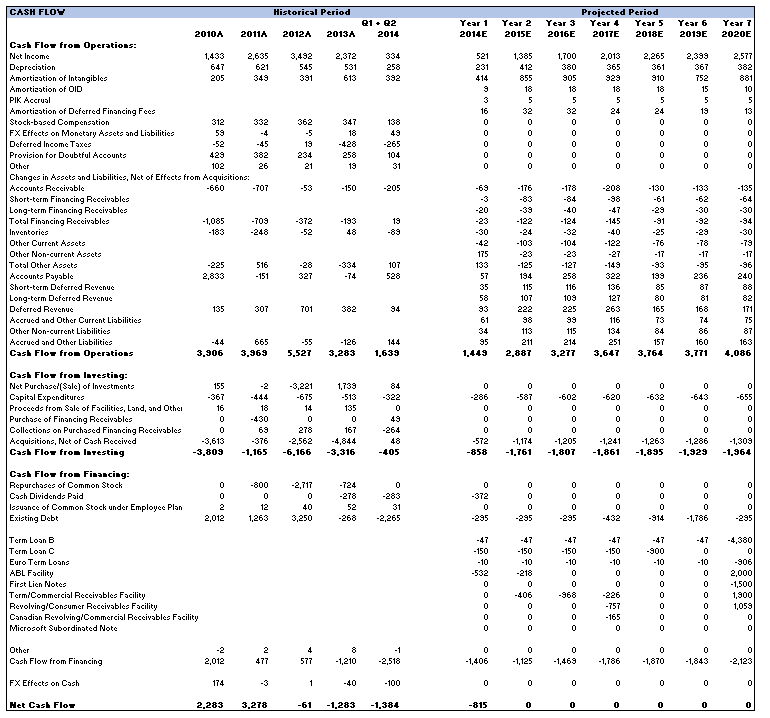 CASH FLOW Historical Period Projected Period
Q1 + Q2 Year 1 Year 2 Year 3 Year 4 Year 5 Year 6 Year 7
2010A 2011A 2012A 2013A 2014 2014E 2015E 2016E 2017E 2018E 2019E 2020E
Cash Flow from Operations:
Net Income 1,433 2,635 3,492 2,372 334 521 1,385 1,700 2,013 2,265 2,399 2,577
Depreciation 647 621 545 531 258 231 412 380 365 361 367 382
Amortization of Intangibles 205 349 391 613 392 414 855 905 929 910 752 881
Amortization of OID 9 18 18 18 18 15 10
PIK Accrual 3 5 5 5 5 5 5
Amortization of Deferred Financing Fees 16 32 32 24 24 19 13
Stock-based Compensation 312 332 362 347 138 0 0 0 0 0 0 0
FX Effects on Monetary Assets and Liabilities 59 -4 -5 18 49 0 0 0 0 0 0 0
Deferred Income Taxes -52 -45 19 -428 -265 0 0 0 0 0 0 0
Provision for Doubtful Accounts 429 382 234 258 104 0 0 0 0 0 0 0
Other 102 26 21 19 31 0 0 0 0 0 0 0
Changes in Assets and Liabilities, Net of Effects from Acquisitions:
Accounts Receivable -660 -707 -53 -150 -205 -69 -176 -178 -208 -130 -133 -135
Short-term Financing Receivables -3 -83 -84 -98 -61 -62 -64
Long-term Financing Receivables -20 -39 -40 -47 -29 -30 -30
Total Financing Receivables -1,085 -709 -372 -193 19 -23 -122 -124 -145 -91 -92 -94
Inventories -183 -248 -52 48 -89 -30 -24 -32 -40 -25 -29 -30
Other Current Assets -42 -103 -104 -122 -76 -78 -79
Other Non-current Assets 175 -23 -23 -27 -17 -17 -17
Total Other Assets -225 516 -28 -334 107 133 -125 -127 -149 -93 -95 -96
Accounts Payable 2,833 -151 327 -74 528 57 194 258 322 199 236 240
Short-term Deferred Revenue 35 115 116 136 85 87 88
Long-term Deferred Revenue 58 107 109 127 80 81 82
Deferred Revenue 135 307 701 382 94 93 222 225 263 165 168 171
Accrued and Other Current Liabilities 61 98 99 116 73 74 75
Other Non-current Liabilities 34 113 115 134 84 86 87
Accrued and Other Liabilities -44 665 -55 -126 144 95 211 214 251 157 160 163
Cash Flow from Operations 3,906 3,969 5,527 3,283 1,639 1,449 2,887 3,277 3,647 3,764 3,771 4,086
Cash Flow from Investing:
Net Purchase/(Sale) of Investments 155 -2 -3,221 1,739 84 0 0 0 0 0 0 0
Capital Expenditures -367 -444 -675 -513 -322 -286 -587 -602 -620 -632 -643 -655
Proceeds from Sale of Facilities, Land, and Other 16 18 14 135 0 0 0 0 0 0 0 0
Purchase of Financing Receivables 0 -430 0 0 49 0 0 0 0 0 0 0
Collections on Purchased Financing Receivables 0 69 278 167 -264 0 0 0 0 0 0 0
Acquisitions, Net of Cash Received -3,613 -376 -2,562 -4,844 48 -572 -1,174 -1,205 -1,241 -1,263 -1,286 -1,309
Cash Flow from Investing -3,809 -1,165 -6,166 -3,316 -405 -858 -1,761 -1,807 -1,861 -1,895 -1,929 -1,964
Cash Flow from Financing:
Repurchases of Common Stock 0 -800 -2,717 -724 0 0 0 0 0 0 0 0
Cash Dividends Paid 0 0 0 -278 -283 -372 0 0 0 0 0 0
Issuance of Common Stock under Employee Plan 2 12 40 52 31 0 0 0 0 0 0 0
Existing Debt 2,012 1,263 3,250 -268 -2,265 -295 -295 -295 -432 -914 -1,786 -295
Term Loan B -47 -47 -47 -47 -47 -47 -4,380
Term Loan C -150 -150 -150 -150 -900 0 0
Euro Term Loans -10 -10 -10 -10 -10 -10 -906
ABL Facility -532 -218 0 0 0 0 2,000
First Lien Notes 0 0 0 0 0 0 -1,500
Term/Commercial Receivables Facility 0 -406 -968 -226 0 0 1,900
Revolving/Consumer Receivables Facility 0 0 0 -757 0 0 1,059
Canadian Revolving/Commercial Receivables Facility 0 0 0 -165 0 0 0
Microsoft Subordinated Note 0 0 0 0 0 0 0
Other -2 2 4 8 -1 0 0 0 0 0 0 0
Cash Flow from Financing 2,012 477 577 -1,210 -2,518 -1,406 -1,125 -1,469 -1,786 -1,870 -1,843 -2,123
FX Effects on Cash 174 -3 1 -40 -100 0 0 0 0 0 0 0
Net Cash Flow 2,283 3,278 -61 -1,283 -1,384 -815 0 0 0 0 0 0